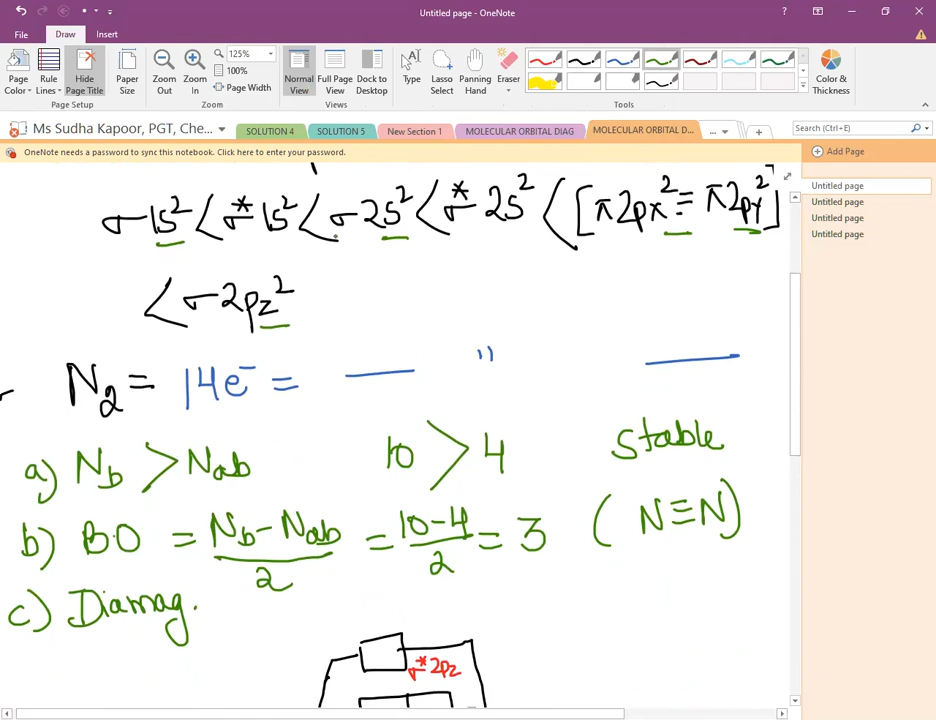 Untitled page - OneNote
File Draw Insert
125%
100%
Page Width
Page Color Rule Lines Hide Page Title Paper Size Zoom Out Zoom In Normal View Full Page View Dock to Desktop Type Lasso Select Panning Hand Eraser Color & Thickness
Page Setup Zoom Views Tools
Ms Sudha Kapoor, PGT, Che... SOLUTION 4 SOLUTION 5 New Section 1 MOLECULAR ORBITAL DIAG MOLECULAR ORBITAL D... ... Search (Ctrl+E)
OneNote needs a password to sync this notebook. Click here to enter your password.
Add Page
Untitled page
Untitled page
Untitled page
Untitled page
σ1s² < σ*1s² < σ2s² < σ*2s² < [π2px² = π2py²]
< σ2pz²
N₂ = 14e⁻ = — " —
a) Nb > Nab 10 > 4 stable
b) B.O = (Nb - Nab)/2 = (10-4)/2 = 3 (N≡N)
c) Diamag.
σ*2pz